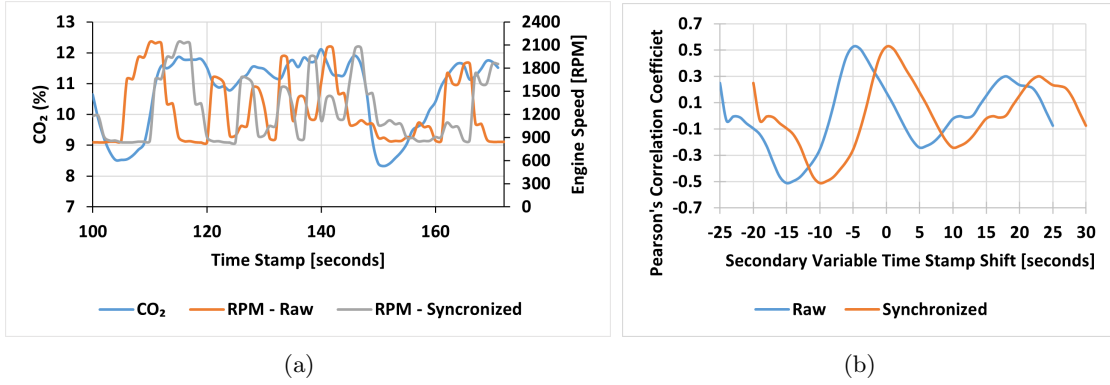 13
12
11
10
9
8
7
CO₂ (%)
2400
2100
1800
1500
1200
900
600
300
0
Engine Speed [RPM]
100 120 140 160
Time Stamp [seconds]
CO₂ RPM - Raw RPM - Syncronized
(a)
0.7
0.5
0.3
0.1
-0.1
-0.3
-0.5
-0.7
Pearson's Correlation Coefficiet
-25 -20 -15 -10 -5 0 5 10 15 20 25 30
Secondary Variable Time Stamp Shift [seconds]
Raw Synchronized
(b)